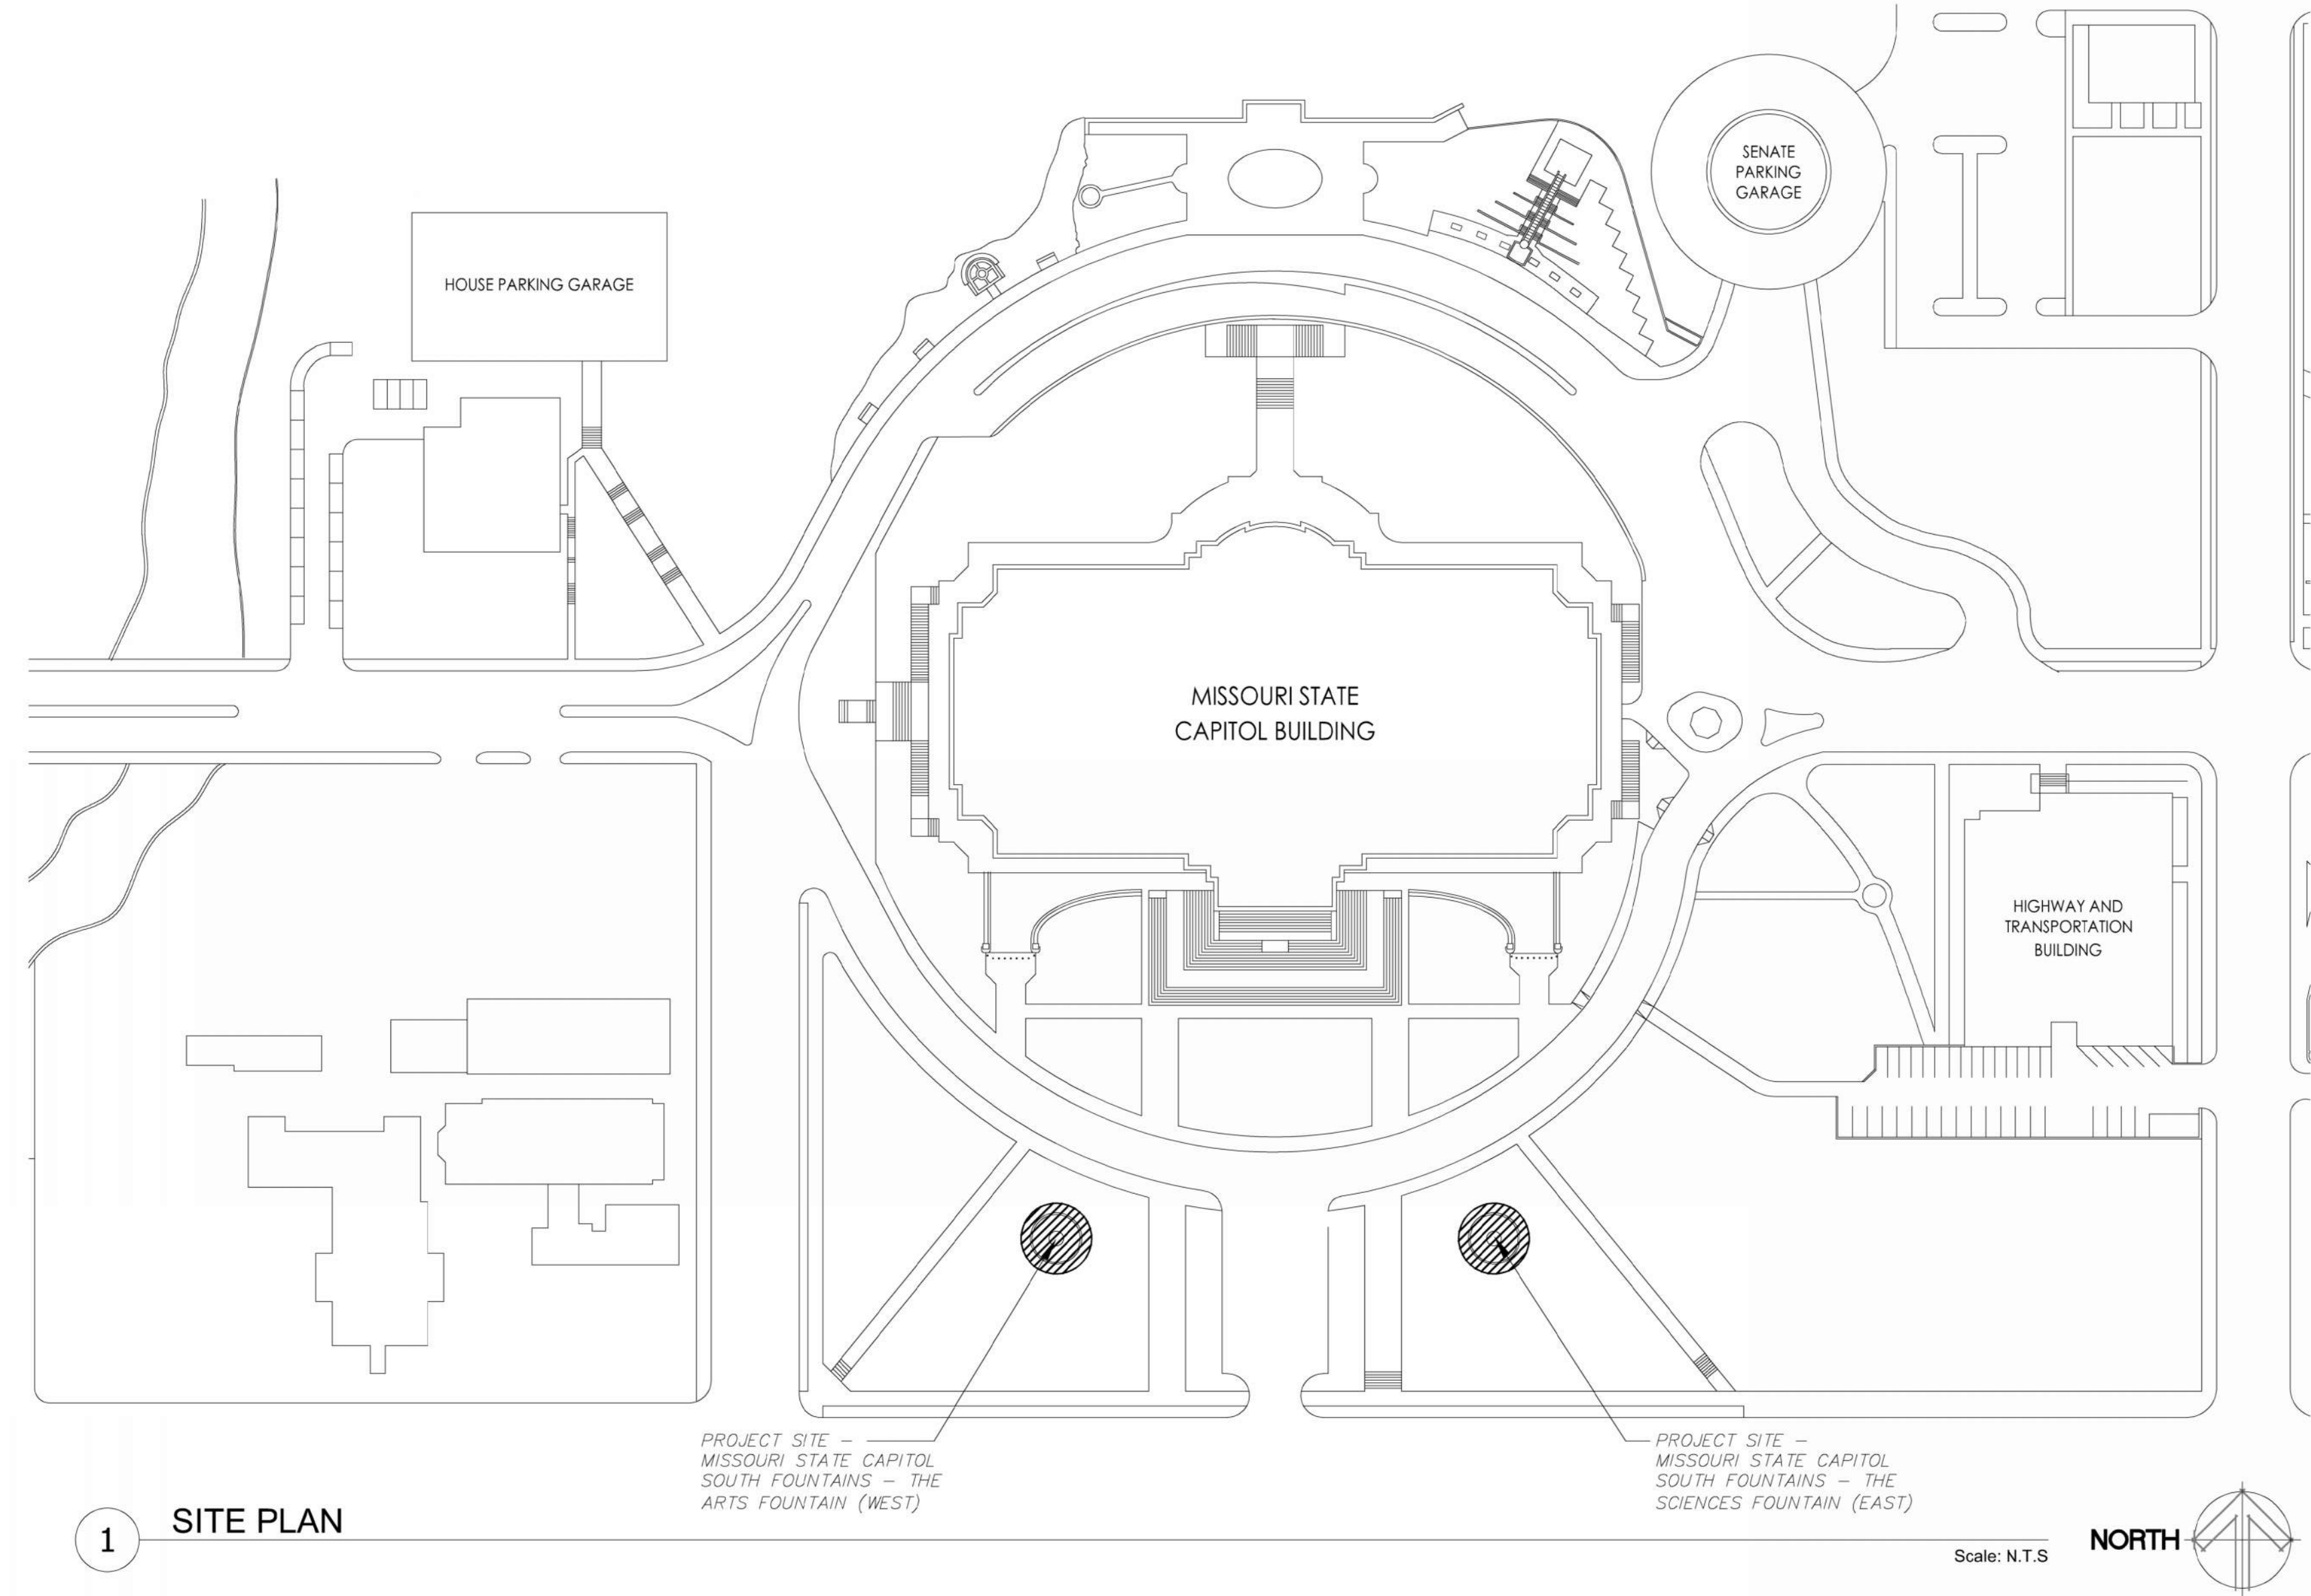 SENATE
PARKING
GARAGE
HOUSE PARKING GARAGE
MISSOURI STATE
CAPITOL BUILDING
HIGHWAY AND
TRANSPORTATION
BUILDING
PROJECT SITE –
MISSOURI STATE CAPITOL
SOUTH FOUNTAINS – THE
ARTS FOUNTAIN (WEST)
PROJECT SITE –
MISSOURI STATE CAPITOL
SOUTH FOUNTAINS – THE
SCIENCES FOUNTAIN (EAST)
1 SITE PLAN
Scale: N.T.S
NORTH